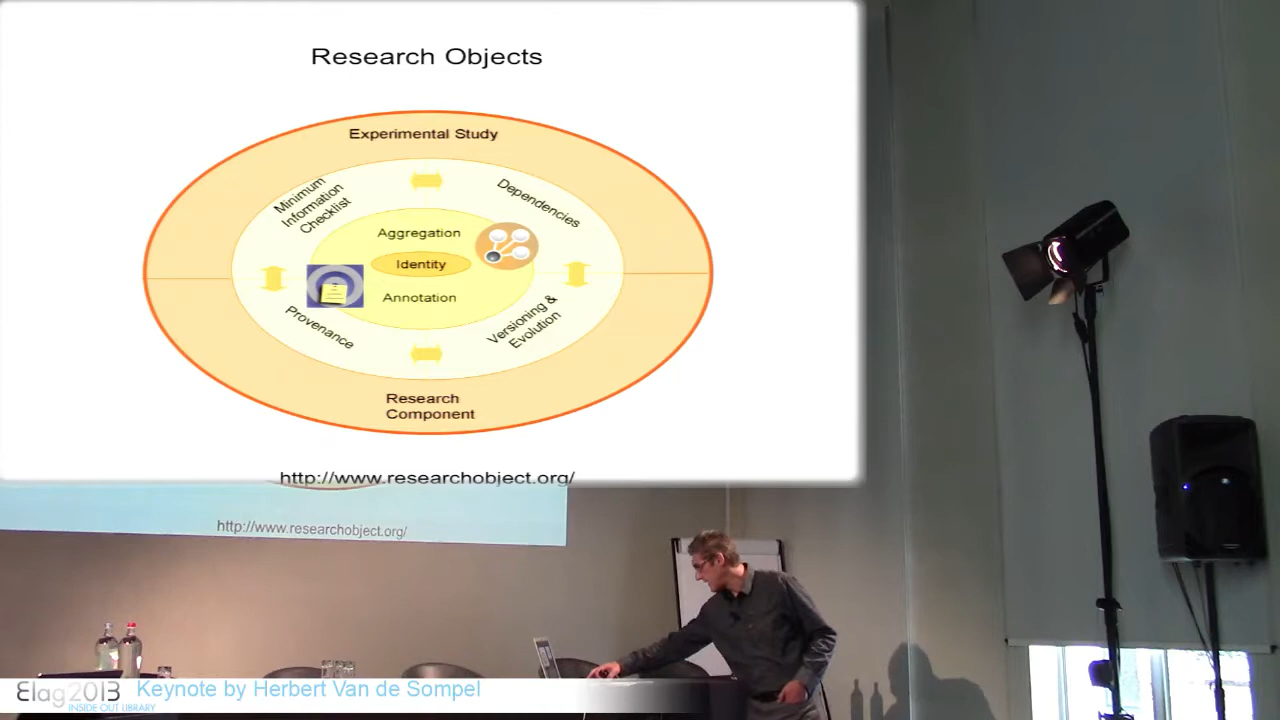 Research Objects
Experimental Study
Minimum
Information
Checklist
Dependencies
Aggregation
Identity
Annotation
Provenance
Versioning &
Evolution
Research
Component
http://www.researchobject.org/
http://www.researchobject.org/
Elag2013
INSIDE OUT LIBRARY
Keynote by Herbert Van de Sompel